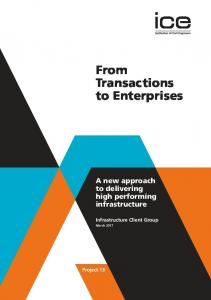 ice
Institution of Civil Engineers
From
Transactions
to Enterprises
A new approach
to delivering
high performing
infrastructure
Infrastructure Client Group
March 2017
Project 13